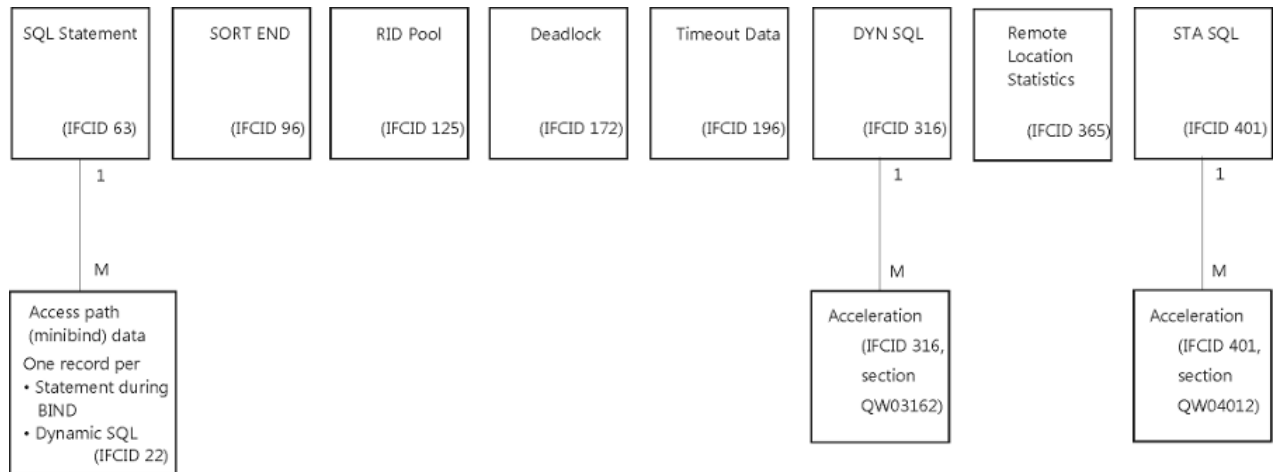 SQL Statement
(IFCID 63)
SORT END
(IFCID 96)
RID Pool
(IFCID 125)
Deadlock
(IFCID 172)
Timeout Data
(IFCID 196)
DYN SQL
(IFCID 316)
Remote
Location
Statistics
(IFCID 365)
STA SQL
(IFCID 401)
1
M
1
M
1
M
Access path
(minibind) data
One record per
• Statement during
BIND
• Dynamic SQL
(IFCID 22)
Acceleration
(IFCID 316,
section
QW03162)
Acceleration
(IFCID 401,
section
QW04012)